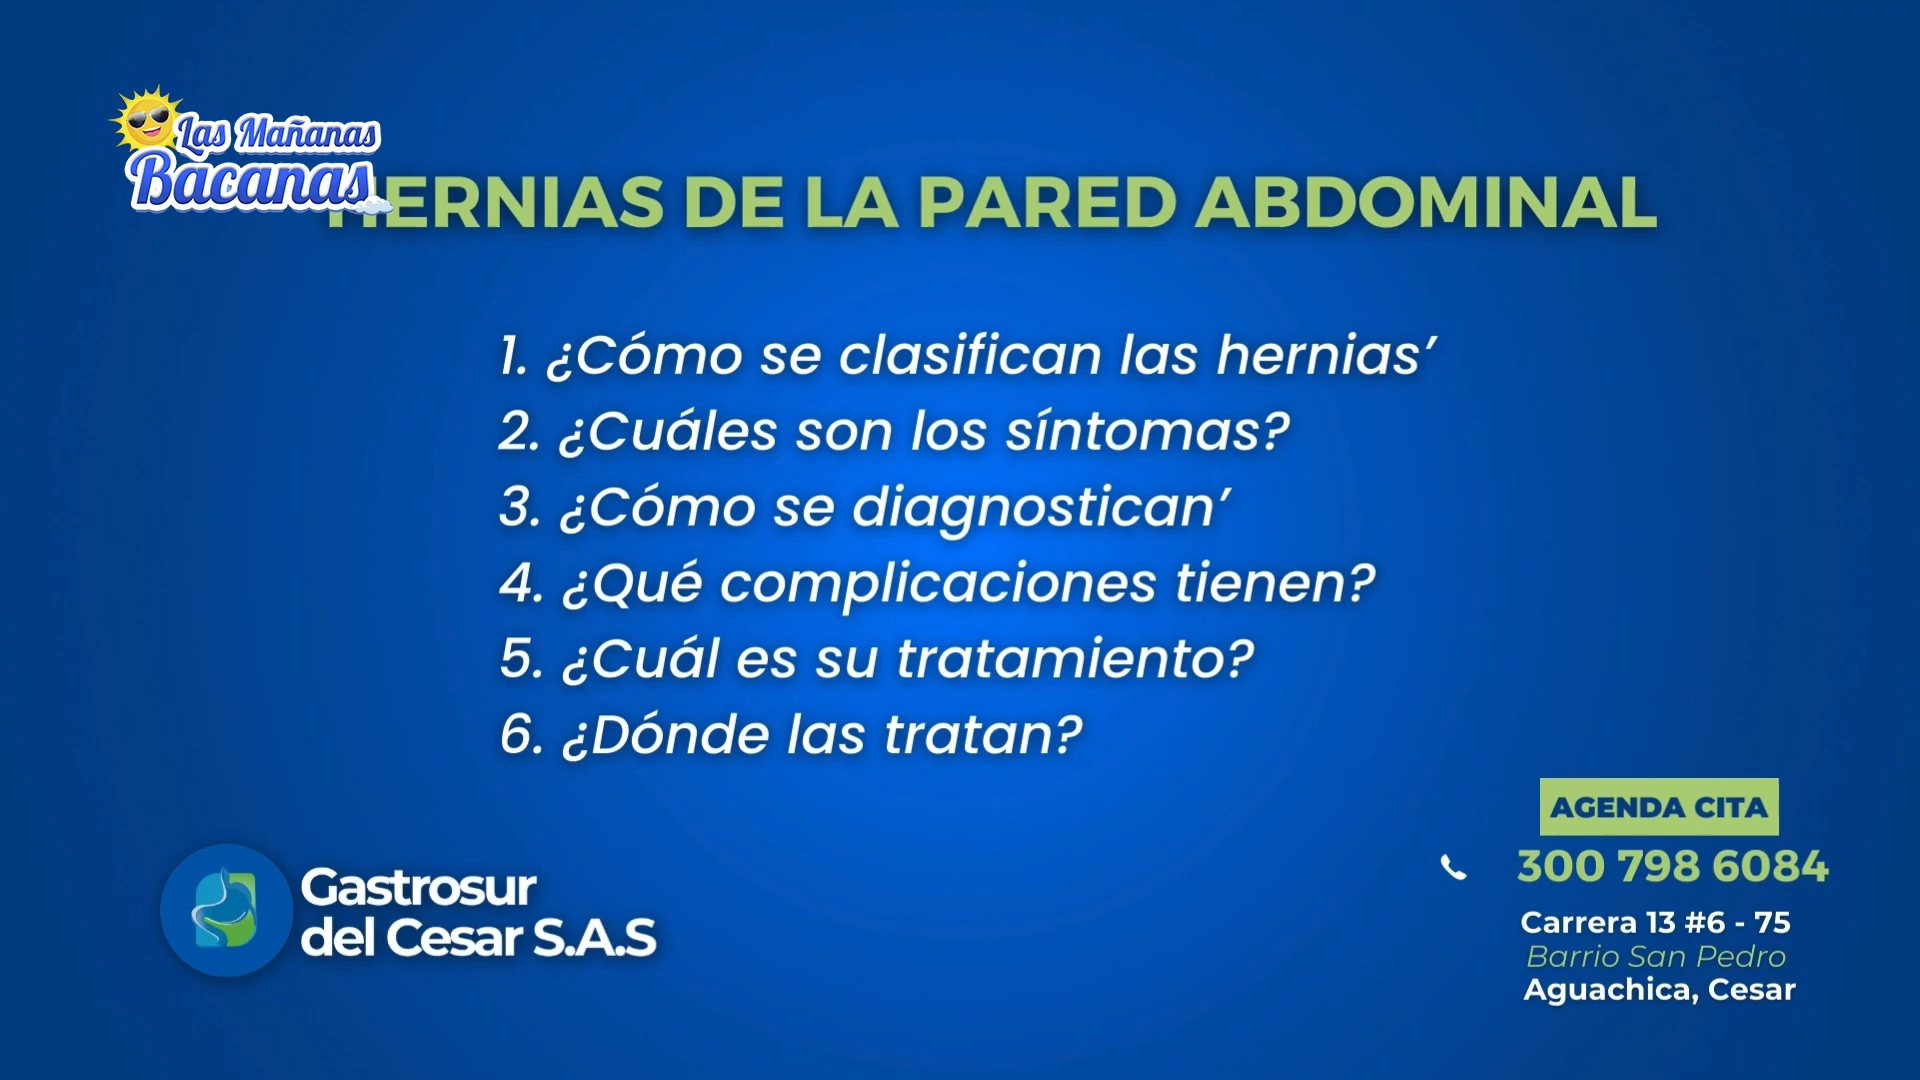 Las Mañanas
Bacanas
HERNIAS DE LA PARED ABDOMINAL
1. ¿Cómo se clasifican las hernias’
2. ¿Cuáles son los síntomas?
3. ¿Cómo se diagnostican’
4. ¿Qué complicaciones tienen?
5. ¿Cuál es su tratamiento?
6. ¿Dónde las tratan?
AGENDA CITA
300 798 6084
Carrera 13 #6 - 75
Barrio San Pedro
Aguachica, Cesar
Gastrosur
del Cesar S.A.S